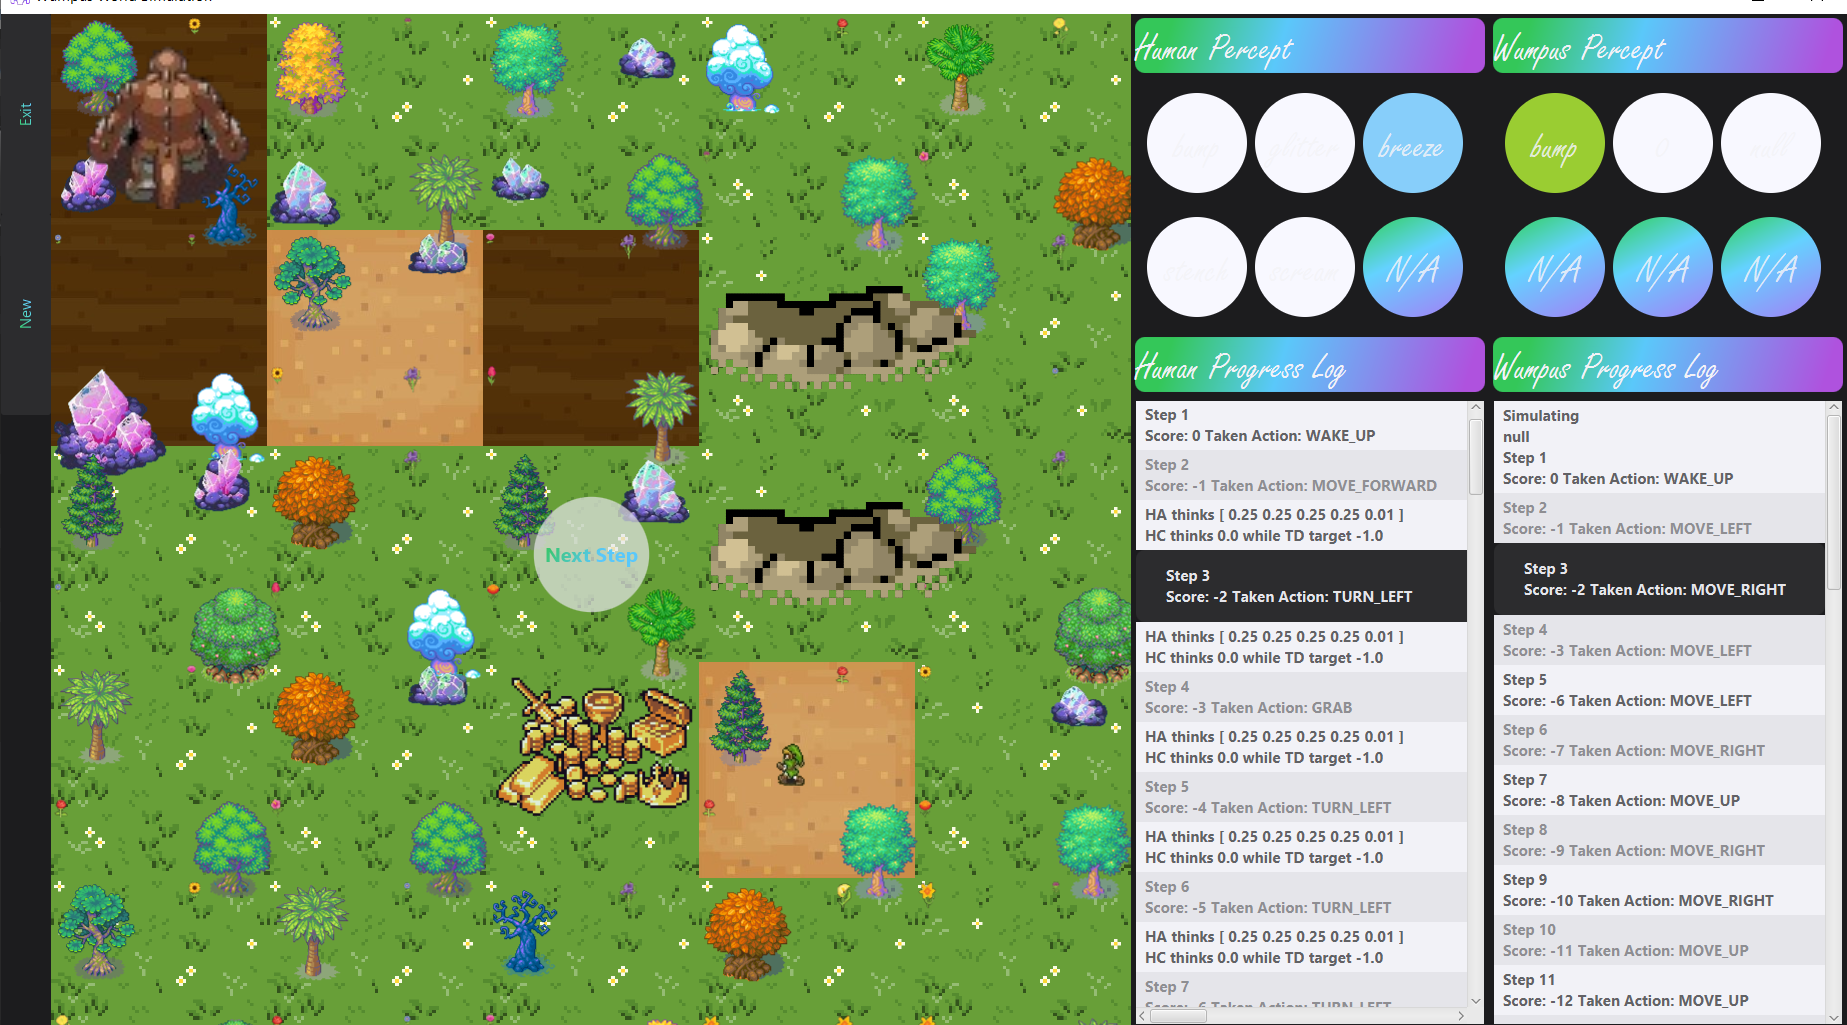 Wumpus World Simulation
Exit
New
Next Step
Human Percept
bump
glitter
breeze
stench
scream
N/A
Wumpus Percept
bump
0
null
N/A
N/A
N/A
Human Progress Log
Step 1
Score: 0 Taken Action: WAKE_UP
Step 2
Score: -1 Taken Action: MOVE_FORWARD
HA thinks [ 0.25 0.25 0.25 0.25 0.01 ]
HC thinks 0.0 while TD target -1.0
Step 3
Score: -2 Taken Action: TURN_LEFT
HA thinks [ 0.25 0.25 0.25 0.25 0.01 ]
HC thinks 0.0 while TD target -1.0
Step 4
Score: -3 Taken Action: GRAB
HA thinks [ 0.25 0.25 0.25 0.25 0.01 ]
HC thinks 0.0 while TD target -1.0
Step 5
Score: -4 Taken Action: TURN_LEFT
HA thinks [ 0.25 0.25 0.25 0.25 0.01 ]
HC thinks 0.0 while TD target -1.0
Step 6
Score: -5 Taken Action: TURN_LEFT
HA thinks [ 0.25 0.25 0.25 0.25 0.01 ]
HC thinks 0.0 while TD target -1.0
Step 7
Score: -6 Taken Action: TURN_LEFT
Wumpus Progress Log
Simulating
null
Step 1
Score: 0 Taken Action: WAKE_UP
Step 2
Score: -1 Taken Action: MOVE_LEFT
Step 3
Score: -2 Taken Action: MOVE_RIGHT
Step 4
Score: -3 Taken Action: MOVE_LEFT
Step 5
Score: -6 Taken Action: MOVE_LEFT
Step 6
Score: -7 Taken Action: MOVE_RIGHT
Step 7
Score: -8 Taken Action: MOVE_UP
Step 8
Score: -9 Taken Action: MOVE_RIGHT
Step 9
Score: -10 Taken Action: MOVE_RIGHT
Step 10
Score: -11 Taken Action: MOVE_UP
Step 11
Score: -12 Taken Action: MOVE_UP